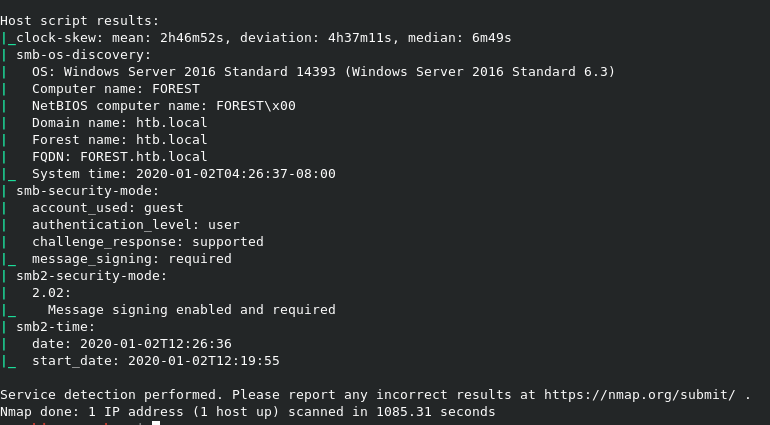 Host script results:
|_clock-skew: mean: 2h46m52s, deviation: 4h37m11s, median: 6m49s
| smb-os-discovery:
|   OS: Windows Server 2016 Standard 14393 (Windows Server 2016 Standard 6.3)
|   Computer name: FOREST
|   NetBIOS computer name: FOREST\x00
|   Domain name: htb.local
|   Forest name: htb.local
|   FQDN: FOREST.htb.local
|_  System time: 2020-01-02T04:26:37-08:00
| smb-security-mode:
|   account_used: guest
|   authentication_level: user
|   challenge_response: supported
|_  message_signing: required
| smb2-security-mode:
|   2.02:
|_    Message signing enabled and required
| smb2-time:
|   date: 2020-01-02T12:26:36
|_  start_date: 2020-01-02T12:19:55
Service detection performed. Please report any incorrect results at https://nmap.org/submit/ .
Nmap done: 1 IP address (1 host up) scanned in 1085.31 seconds